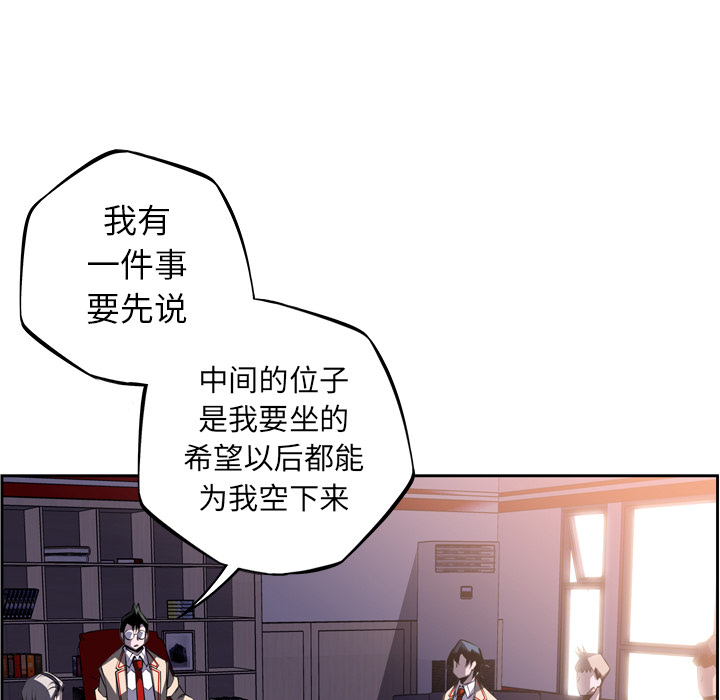 我有
一件事
要先说
中间的位子
是我要坐的
希望以后都能
为我空下来